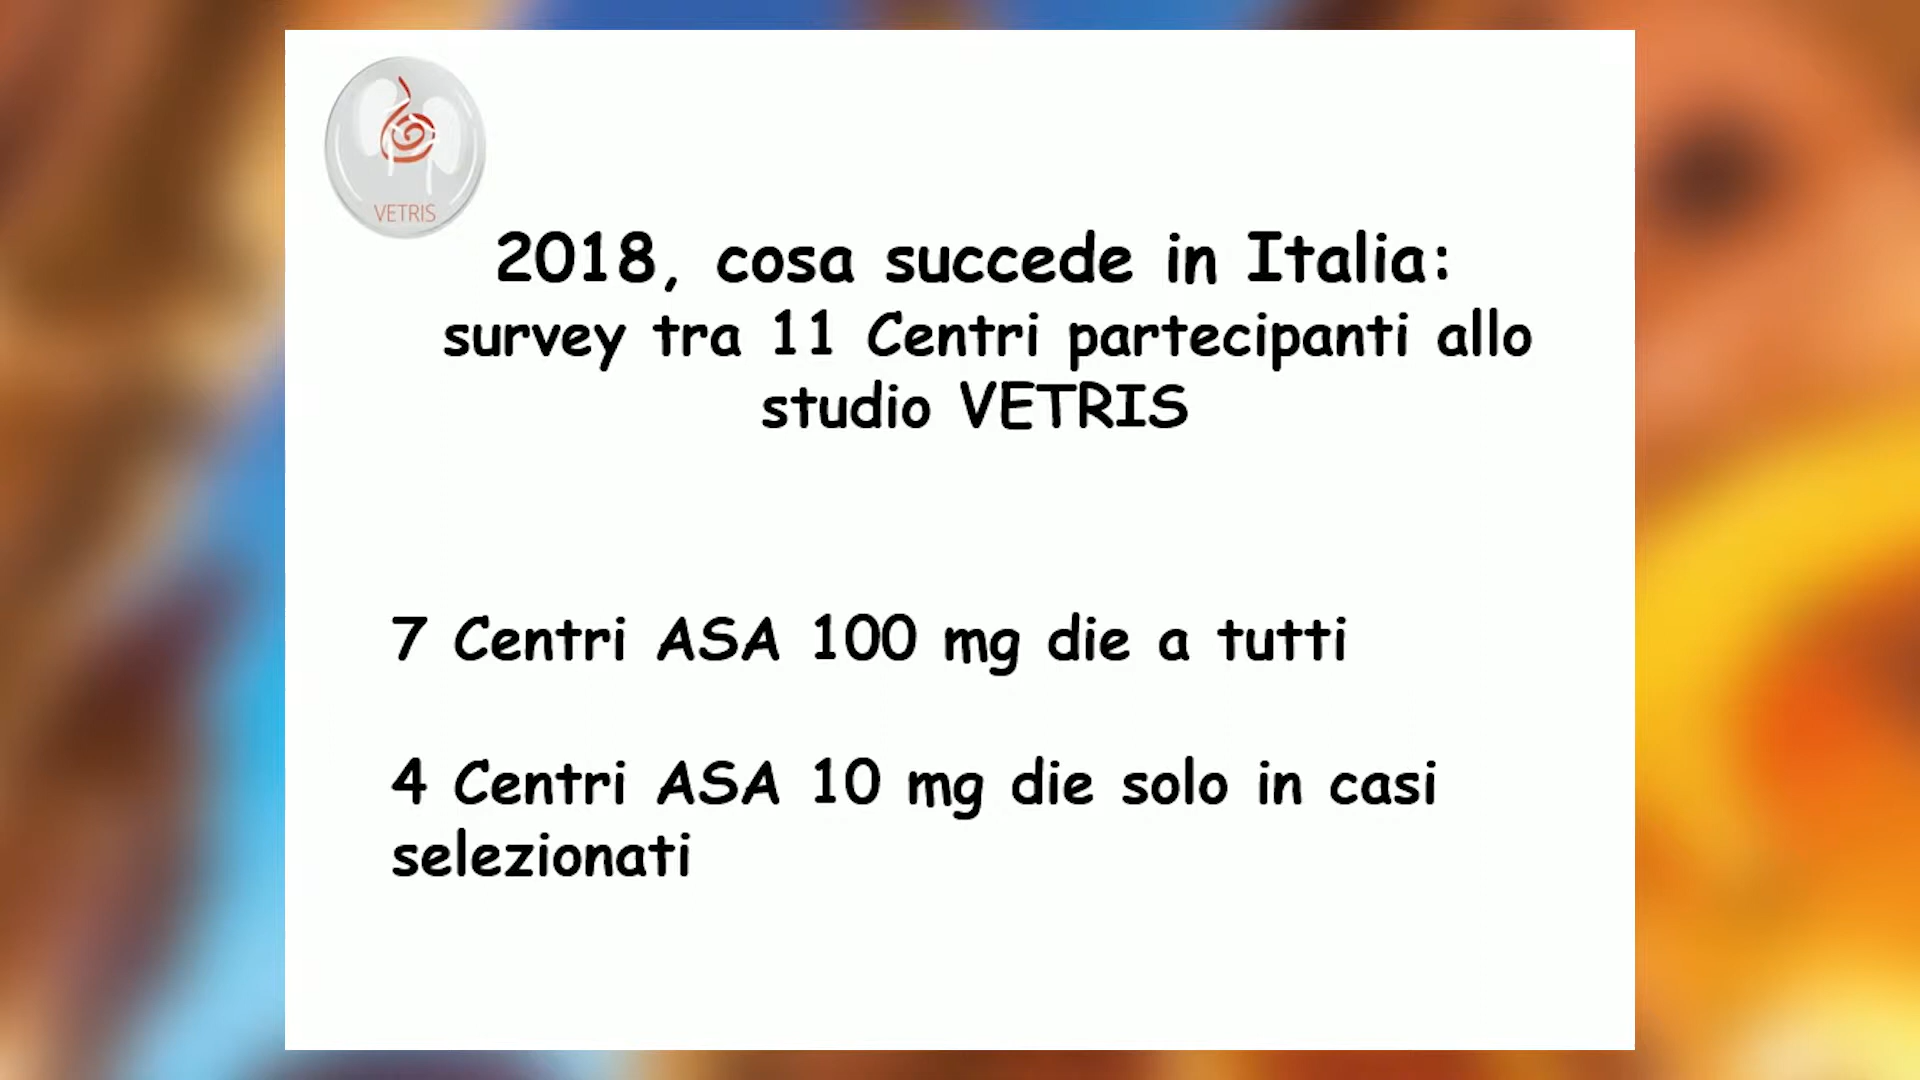 VETRIS
2018, cosa succede in Italia:
survey tra 11 Centri partecipanti allo
studio VETRIS
7 Centri ASA 100 mg die a tutti
4 Centri ASA 10 mg die solo in casi
selezionati